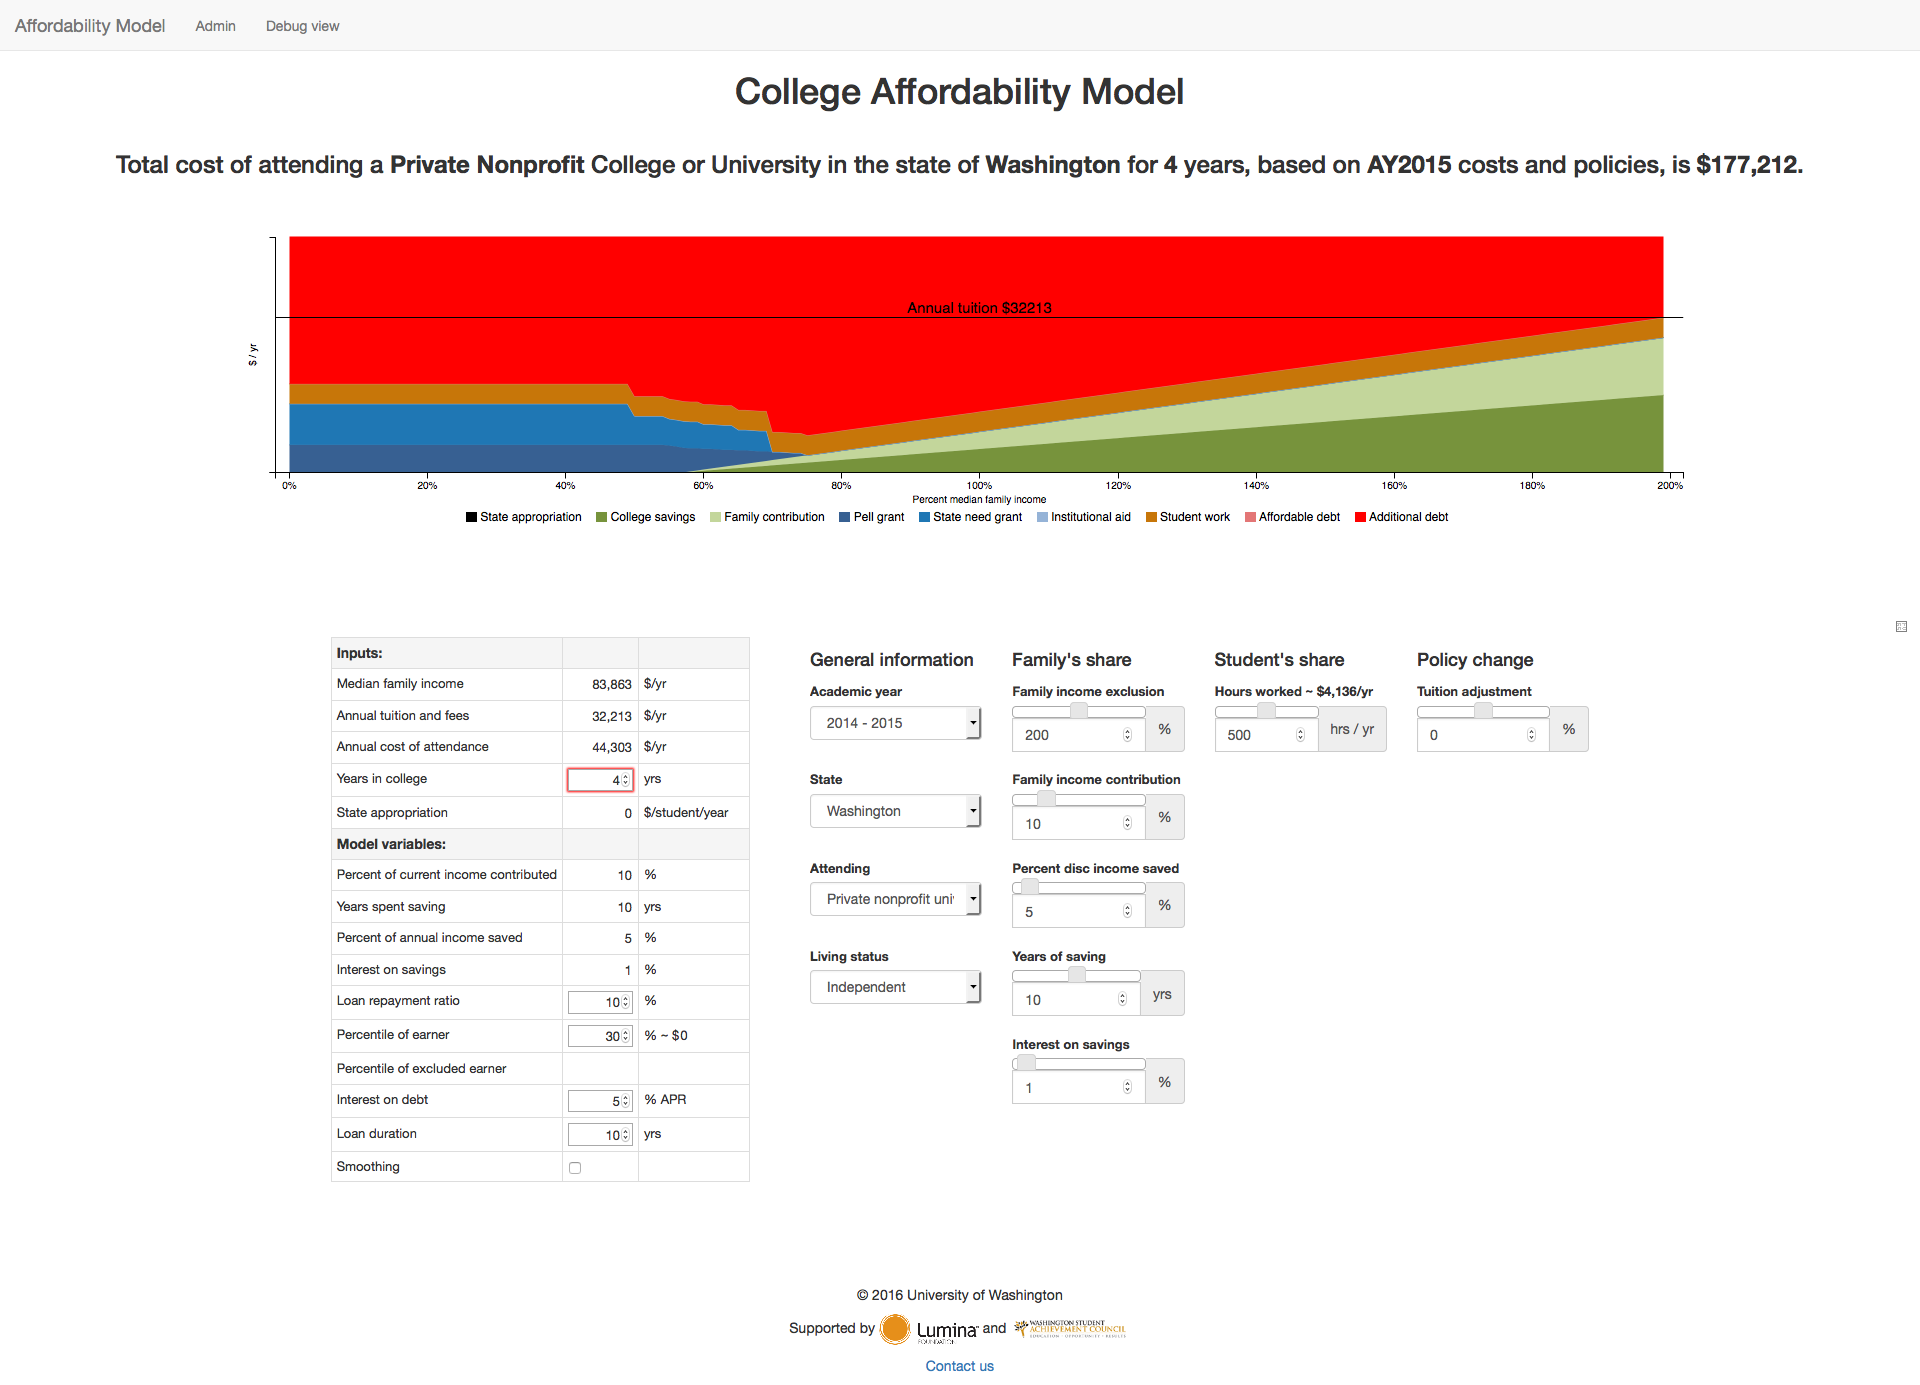 Affordability Model Admin Debug view
College Affordability Model
Total cost of attending a Private Nonprofit College or University in the state of Washington for 4 years, based on AY2015 costs and policies, is $177,212.
Annual tuition $32213
$ / yr
0% 20% 40% 60% 80% 100% 120% 140% 160% 180% 200%
Percent median family income
State appropriation College savings Family contribution Pell grant State need grant Institutional aid Student work Affordable debt Additional debt
Inputs:
Median family income 83,863 $/yr
Annual tuition and fees 32,213 $/yr
Annual cost of attendance 44,303 $/yr
Years in college 4 yrs
State appropriation 0 $/student/year
Model variables:
Percent of current income contributed 10 %
Years spent saving 10 yrs
Percent of annual income saved 5 %
Interest on savings 1 %
Loan repayment ratio 10 %
Percentile of earner 30 % ~ $0
Percentile of excluded earner
Interest on debt 5 % APR
Loan duration 10 yrs
Smoothing
General information
Academic year
2014 - 2015
State
Washington
Attending
Private nonprofit uni
Living status
Independent
Family's share
Family income exclusion
200 %
Family income contribution
10 %
Percent disc income saved
5 %
Years of saving
10 yrs
Interest on savings
1 %
Student's share
Hours worked ~ $4,136/yr
500 hrs / yr
Policy change
Tuition adjustment
0 %
© 2016 University of Washington
Supported by Lumina FOUNDATION and WASHINGTON STUDENT
ACHIEVEMENT COUNCIL
EDUCATION · OPPORTUNITY · RESULTS
Contact us